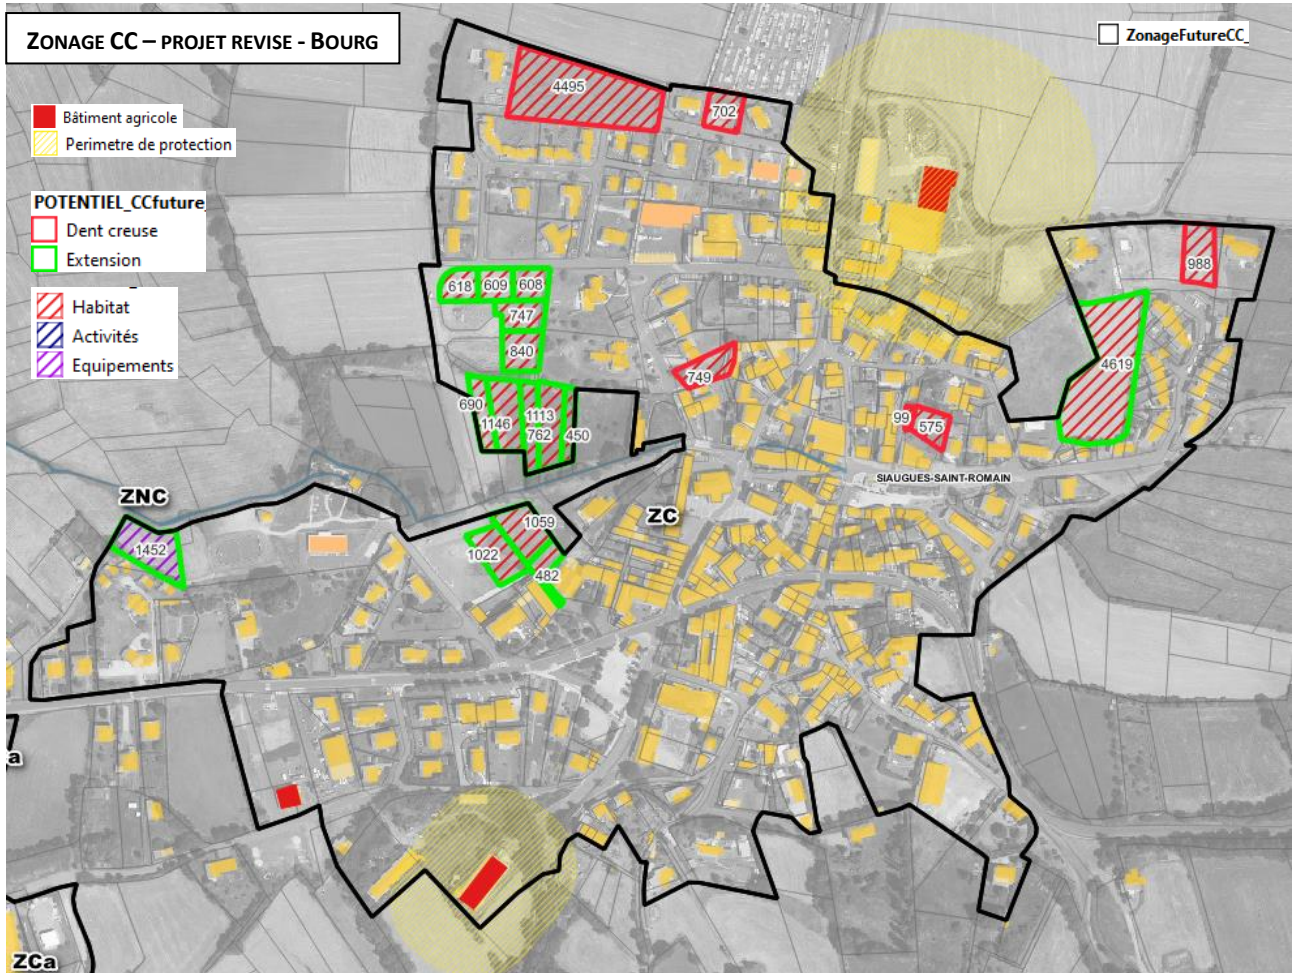 ZONAGE CC – PROJET REVISE - BOURG
ZonageFutureCC_
Bâtiment agricole
Perimetre de protection
POTENTIEL_CCfuture
Dent creuse
Extension
Habitat
Activités
Equipements
4495
702
988
618
609
608
747
840
749
4619
690
1146
1113
762
450
99
575
SIAUGUES-SAINT-ROMAIN
ZNC
ZC
1059
1022
482
1452
a
ZCa